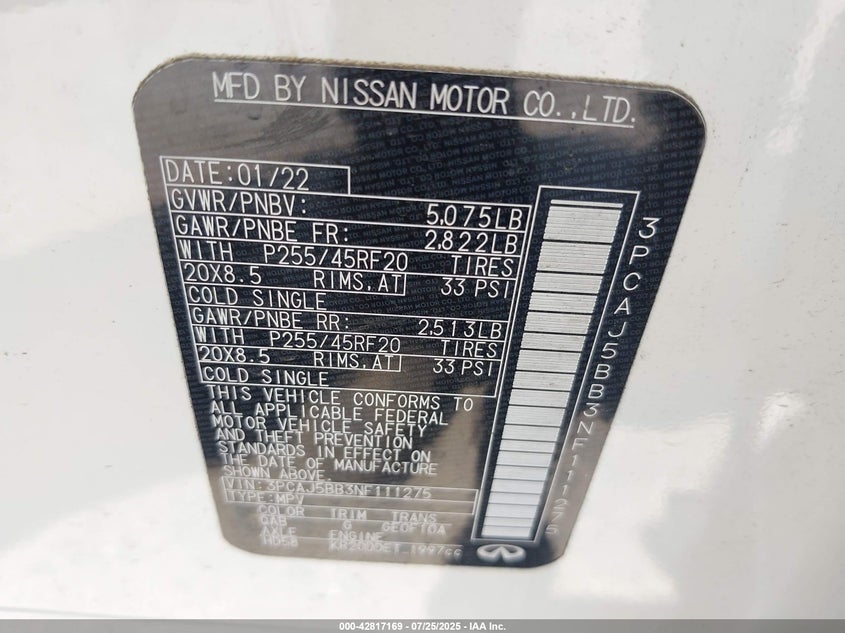 MFD BY NISSAN MOTOR CO.,LTD.
DATE:01/22
GVWR/PNBV: 5,075LB
GAWR/PNBE FR: 2,822LB
WITH P255/45RF20 TIRES
20X8.5 RIMS,AT 33 PSI
COLD SINGLE
GAWR/PNBE RR: 2,513LB
WITH P255/45RF20 TIRES
20X8.5 RIMS,AT 33 PSI
COLD SINGLE
THIS VEHICLE CONFORMS TO
ALL APPLICABLE FEDERAL
MOTOR VEHICLE SAFETY
AND THEFT PREVENTION
STANDARDS IN EFFECT ON
THE DATE OF MANUFACTURE
SHOWN ABOVE.
VIN: 3PCAJ5BB3NF111275
TYPE:MPV
COLOR TRIM TRANS
QAB G GE0F10A
AXLE ENGINE
KR20DDET 1997cc
3PCAJ5BB3NF111275
000-42817169 - 07/25/2025 - IAA Inc.